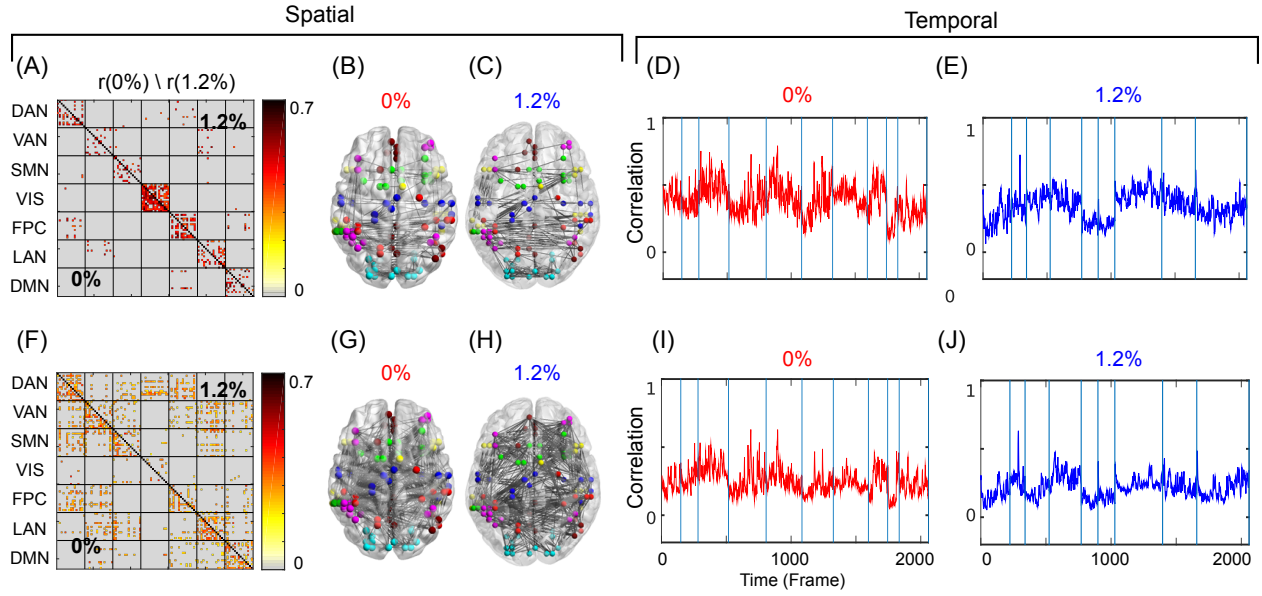 Spatial
Temporal
(A)
(B)
(C)
(D)
(E)
r(0%) \ r(1.2%)
0%
1.2%
0%
1.2%
DAN
VAN
SMN
VIS
FPC
LAN
DMN
1.2%
0%
0.7
0
Correlation
1
0
1
0
0
(F)
(G)
(H)
(I)
(J)
0%
1.2%
0%
1.2%
DAN
VAN
SMN
VIS
FPC
LAN
DMN
1.2%
0%
0.7
0
Correlation
1
0
0
1000
2000
Time (Frame)
1
0
0
1000
2000